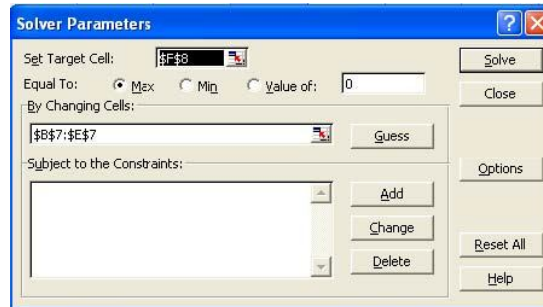 Solver Parameters
Set Target Cell: $F$8
Solve
Equal To: Max Min Value of: 0
Close
By Changing Cells:
$B$7:$E$7 Guess
Subject to the Constraints:
Options
Add
Change
Reset All
Delete
Help